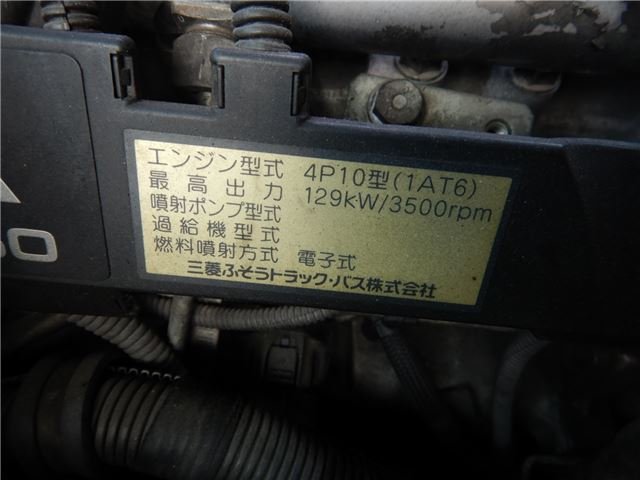 エンジン型式 4P10型(1AT6)
最高出力 129kW/3500rpm
噴射ポンプ型式
過給機型式
燃料噴射方式 電子式
三菱ふそうトラック・バス株式会社